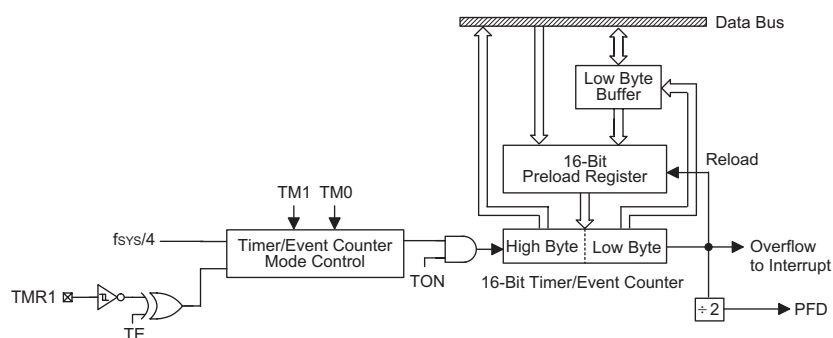 Data Bus
Low Byte
Buffer
16-Bit
Preload Register
Reload
TM1 TM0
fSYS/4
Timer/Event Counter
Mode Control
High Byte
Low Byte
Overflow
to Interrupt
TON
16-Bit Timer/Event Counter
TMR1
÷2
PFD